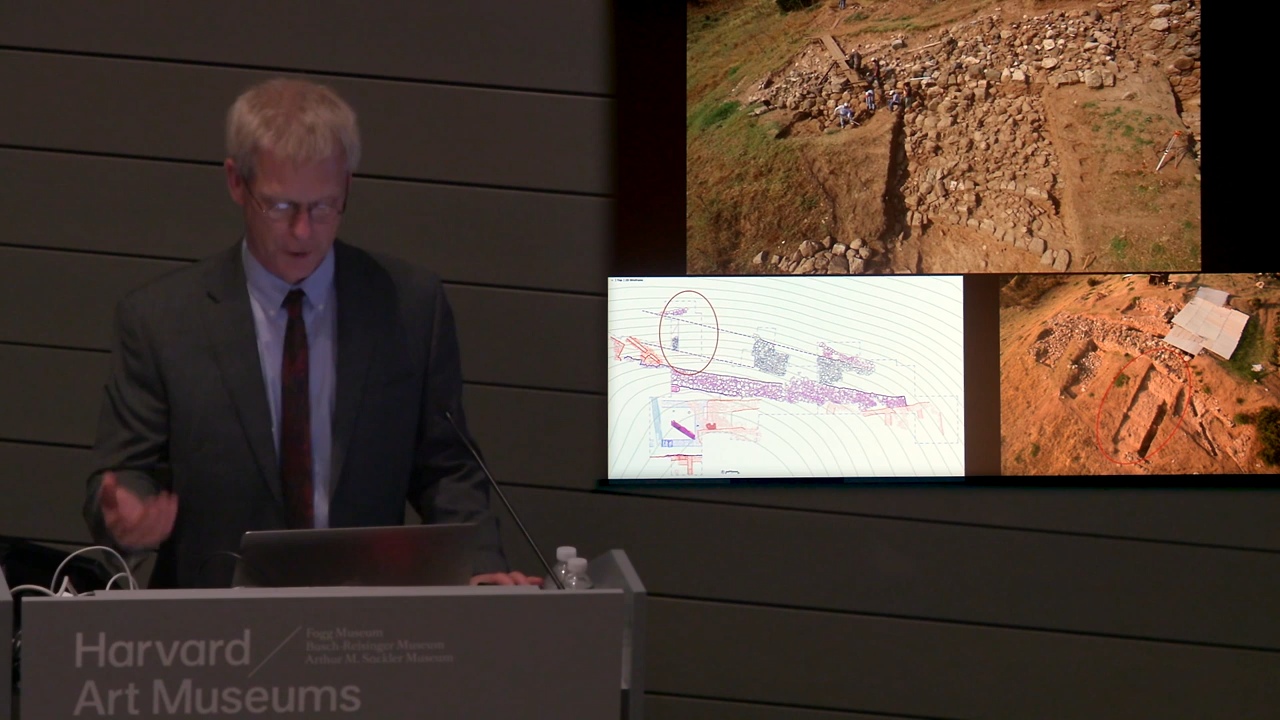 Harvard
Art Museums
Fogg Museum
Busch-Reisinger Museum
Arthur M. Sackler Museum